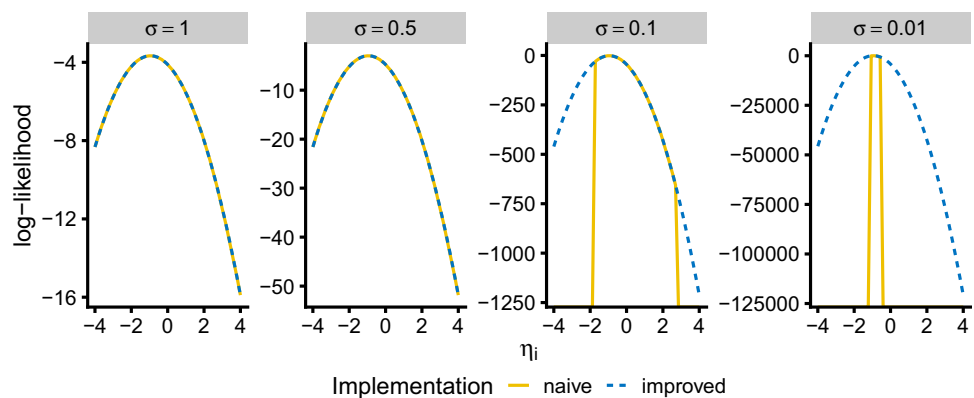 σ = 1
σ = 0.5
σ = 0.1
σ = 0.01
log−likelihood
−4
−8
−12
−16
−10
−20
−30
−40
−50
0
−250
−500
−750
−1000
−1250
0
−25000
−50000
−75000
−100000
−125000
−4 −2 0 2 4
−4 −2 0 2 4
−4 −2 0 2 4
−4 −2 0 2 4
ηi
Implementation naive improved